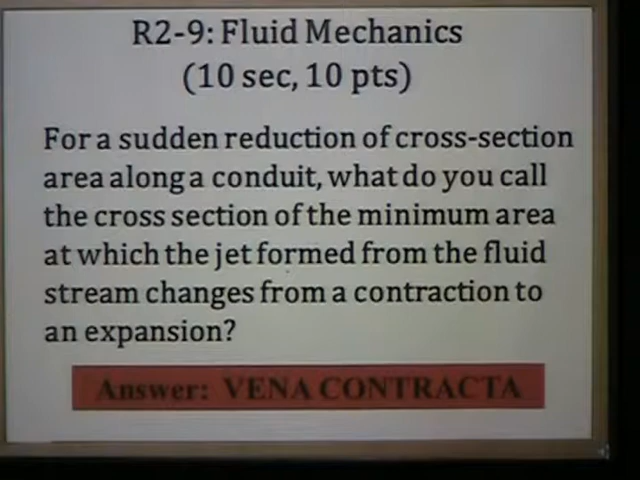 R2-9: Fluid Mechanics
(10 sec, 10 pts)
For a sudden reduction of cross-section
area along a conduit, what do you call
the cross section of the minimum area
at which the jet formed from the fluid
stream changes from a contraction to
an expansion?
Answer: VENA CONTRACTA